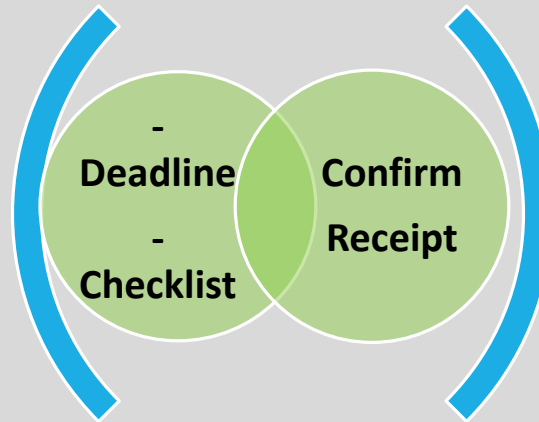 -
Deadline
-
Checklist
Confirm
Receipt